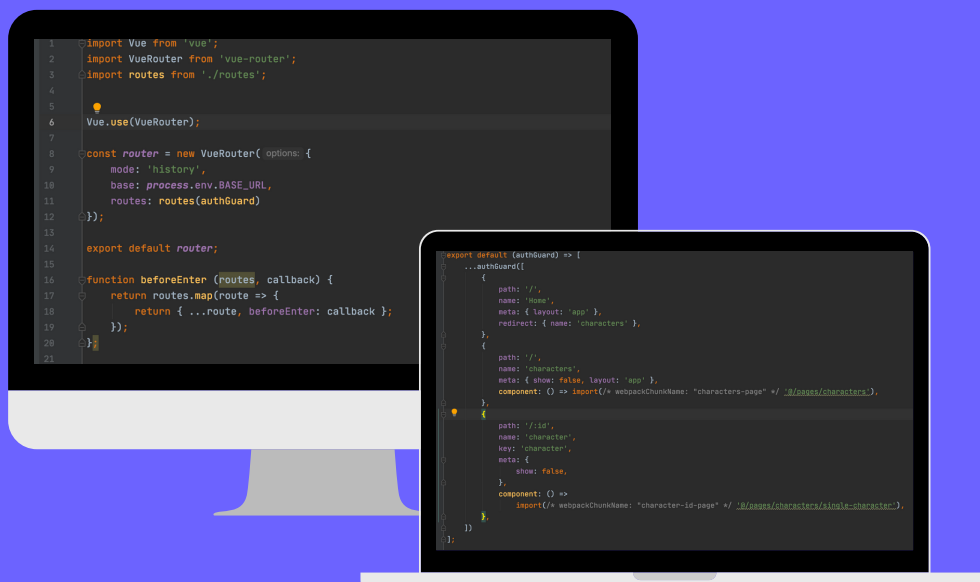 1 import Vue from 'vue';
2 import VueRouter from 'vue-router';
3 import routes from './routes';
4
5
6 Vue.use(VueRouter);
7
8 const router = new VueRouter( options: {
9 mode: 'history',
10 base: process.env.BASE_URL,
11 routes: routes(authGuard)
12 });
13
14 export default router;
15
16 function beforeEnter (routes, callback) {
17 return routes.map(route => {
18 return { ...route, beforeEnter: callback };
19 });
20 };
21
export default (authGuard) => [
...authGuard([
{
path: '/',
name: 'Home',
meta: { layout: 'app' },
redirect: { name: 'characters' },
},
{
path: '/',
name: 'characters',
meta: { show: false, layout: 'app' },
component: () => import(/* webpackChunkName: "characters-page" */ '@/pages/characters'),
},
{
path: '/:id',
name: 'character',
key: 'character',
meta: {
show: false,
},
component: () =>
import(/* webpackChunkName: "character-id-page" */ '@/pages/characters/single-character'),
},
])
];